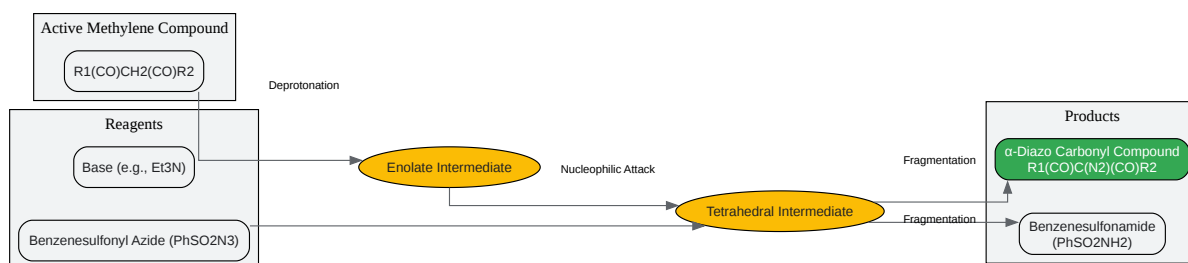 Active Methylene Compound
R1(CO)CH2(CO)R2
Deprotonation
Reagents
Base (e.g., Et3N)
Benzenesulfonyl Azide (PhSO2N3)
Enolate Intermediate
Nucleophilic Attack
Tetrahedral Intermediate
Fragmentation
Fragmentation
Products
α-Diazo Carbonyl Compound
R1(CO)C(N2)(CO)R2
Benzenesulfonamide
(PhSO2NH2)